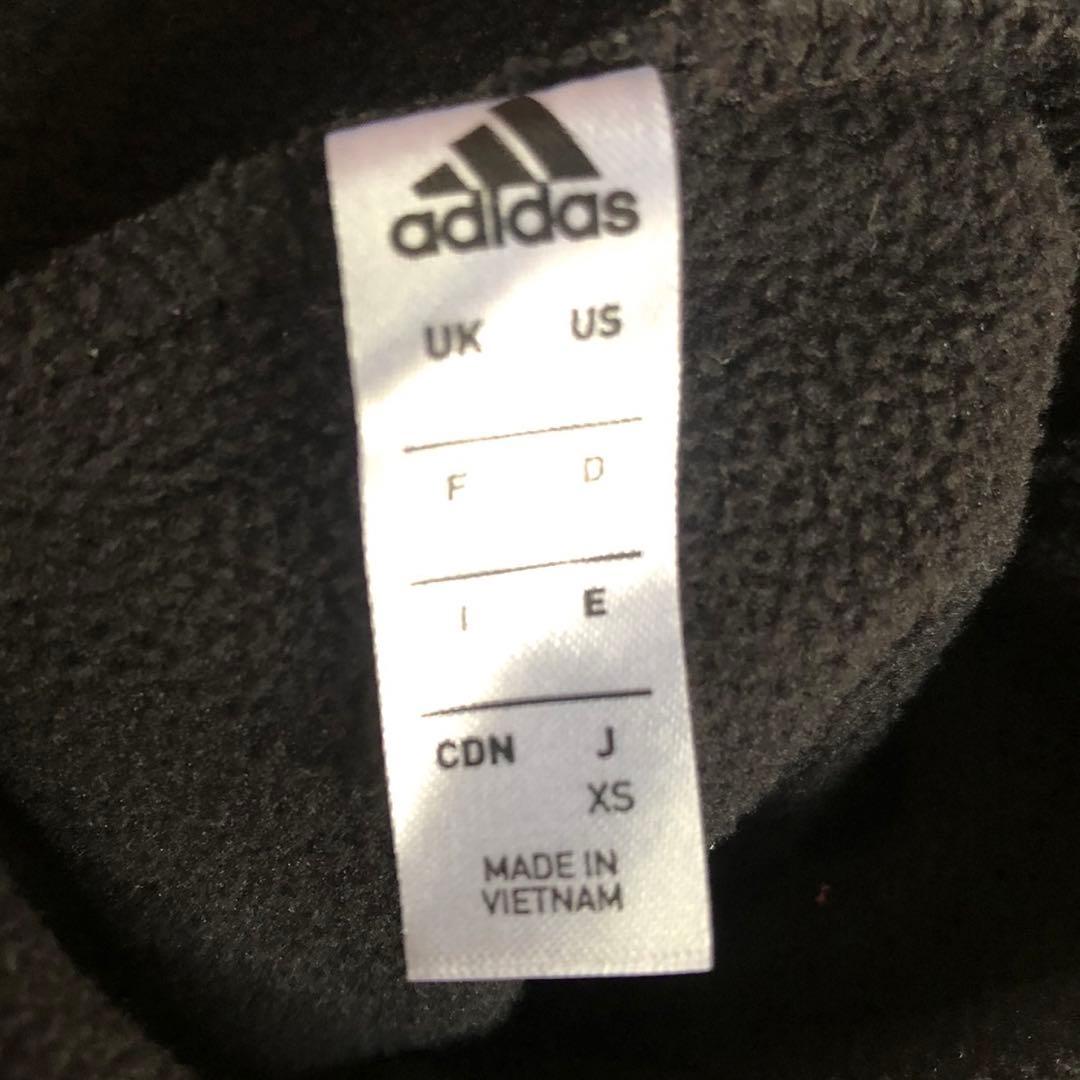 adidas
UK US
F D
I E
CDN J
XS
MADE IN
VIETNAM